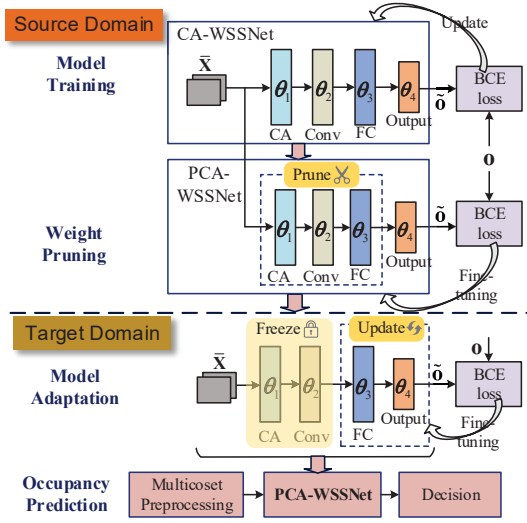 Source Domain
CA-WSSNet
Update
Model
Training
X̄
θ1
θ2
θ3
θ4
CA
Conv
FC
Output
õ
BCE
loss
o
PCA-
WSSNet
Prune
Weight
Pruning
θ1
θ2
θ3
θ4
CA
Conv
FC
Output
õ
BCE
loss
Fine-
tuning
Target Domain
Freeze
Update
Model
Adaptation
X̄
θ1
θ2
θ3
θ4
CA
Conv
FC
Output
õ
o
BCE
loss
Fine-
tuning
Occupancy
Prediction
Multicoset
Preprocessing
PCA-WSSNet
Decision